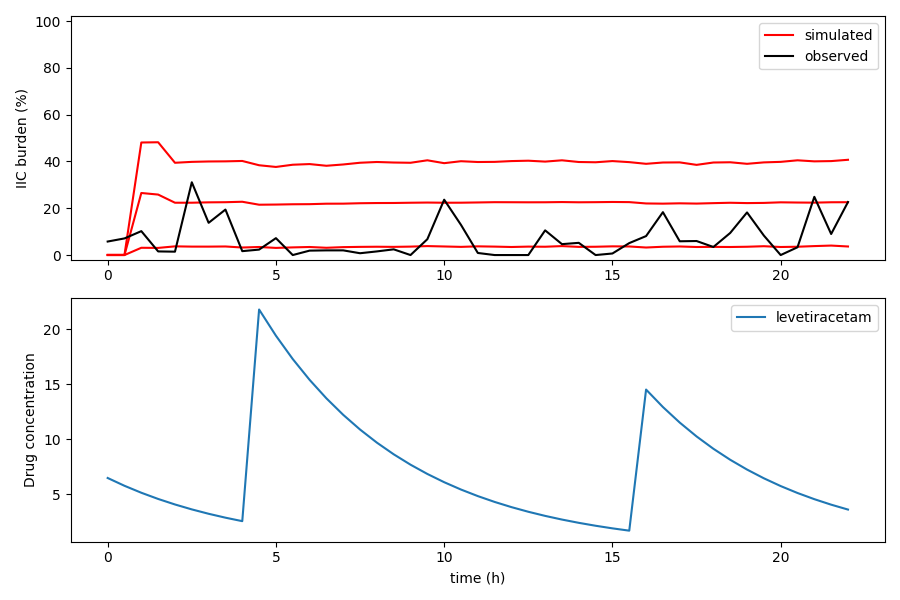 100
80
60
40
20
0
IIC burden (%)
simulated
observed
0 5 10 15 20
20
15
10
5
Drug concentration
levetiracetam
0 5 10 15 20
time (h)